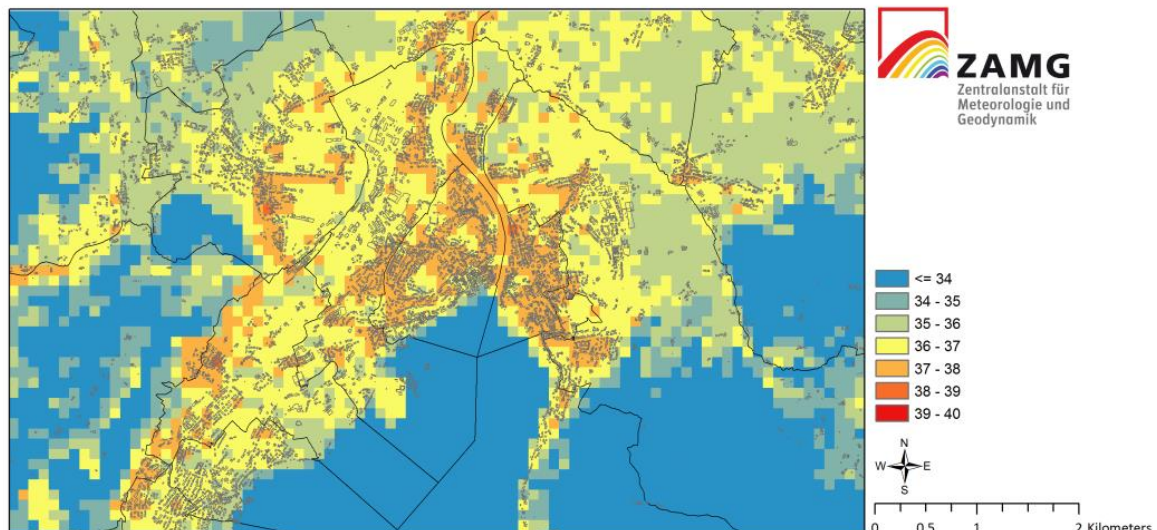 ZAMG
Zentralanstalt für
Meteorologie und
Geodynamik
<= 34
34 - 35
35 - 36
36 - 37
37 - 38
38 - 39
39 - 40
N
W E
S
0 0.5 1 2 Kilometers